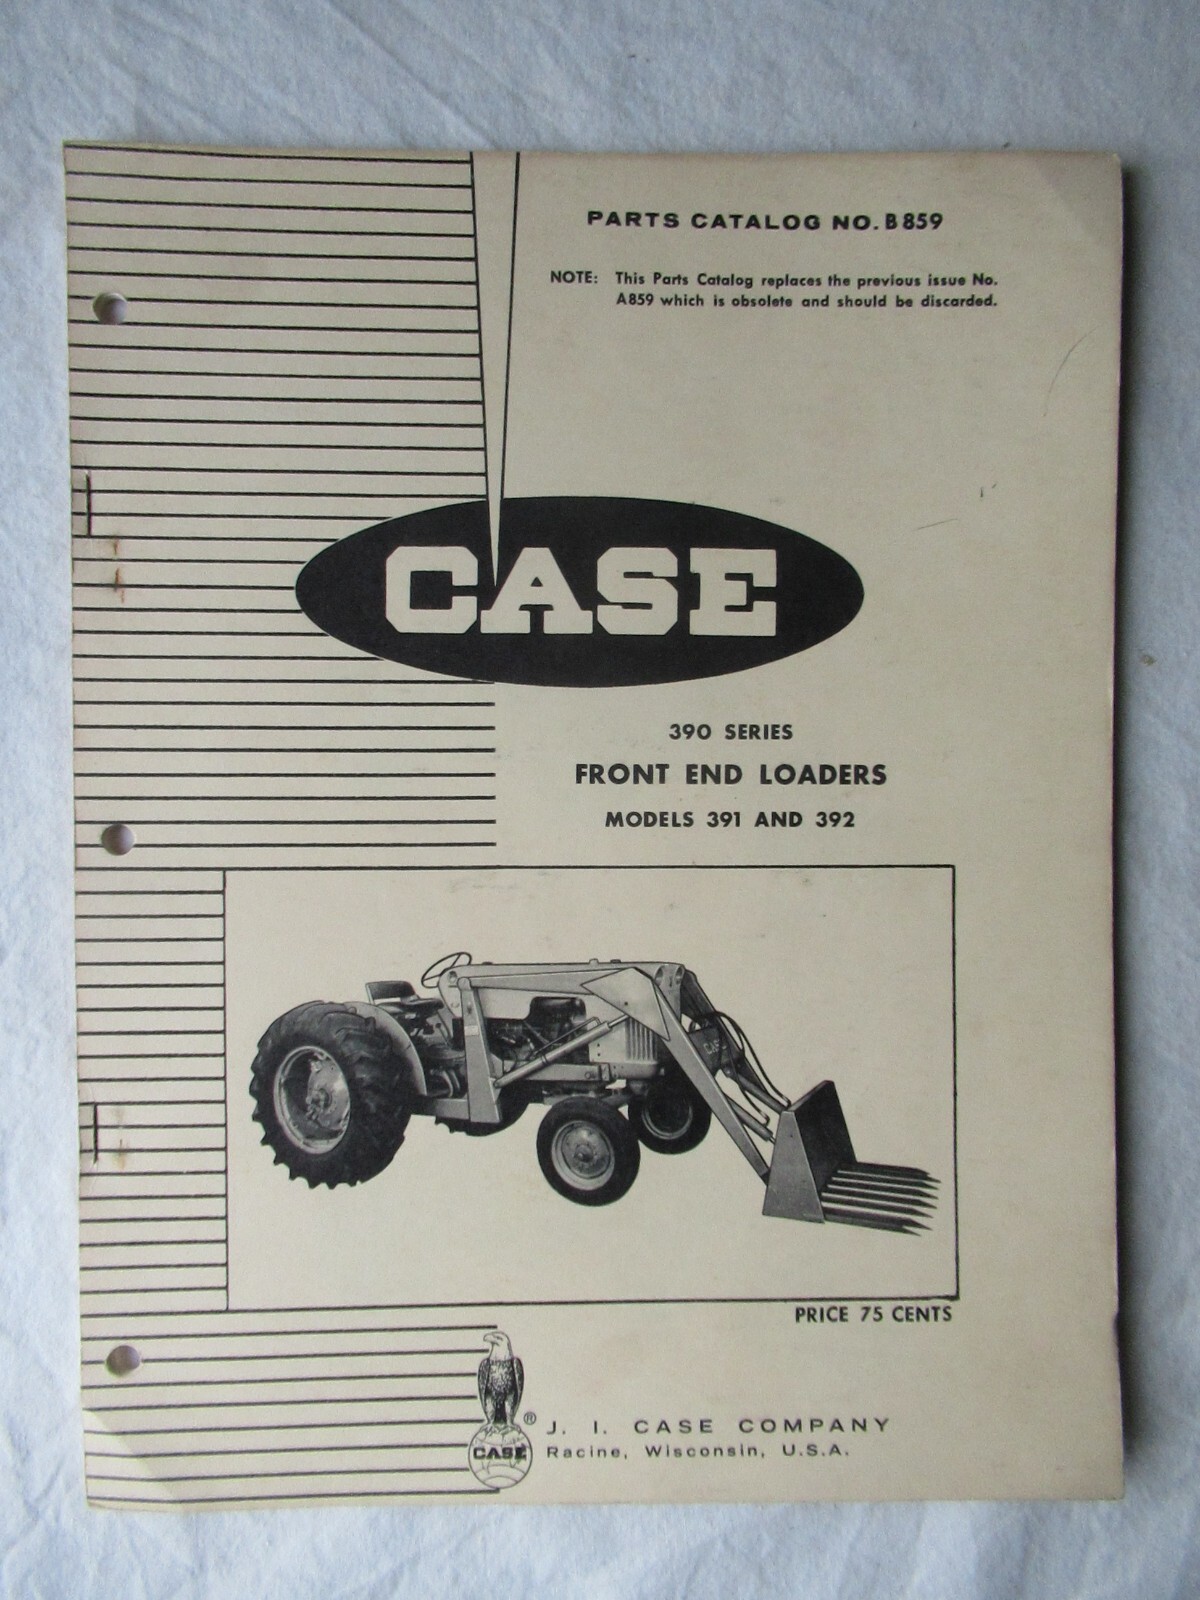 PARTS CATALOG NO. B859
NOTE: This Parts Catalog replaces the previous issue No.
A859 which is obsolete and should be discarded.
CASE
390 SERIES
FRONT END LOADERS
MODELS 391 AND 392
CASE
PRICE 75 CENTS
®
J. I. CASE COMPANY
CASE
Racine, Wisconsin, U.S.A.